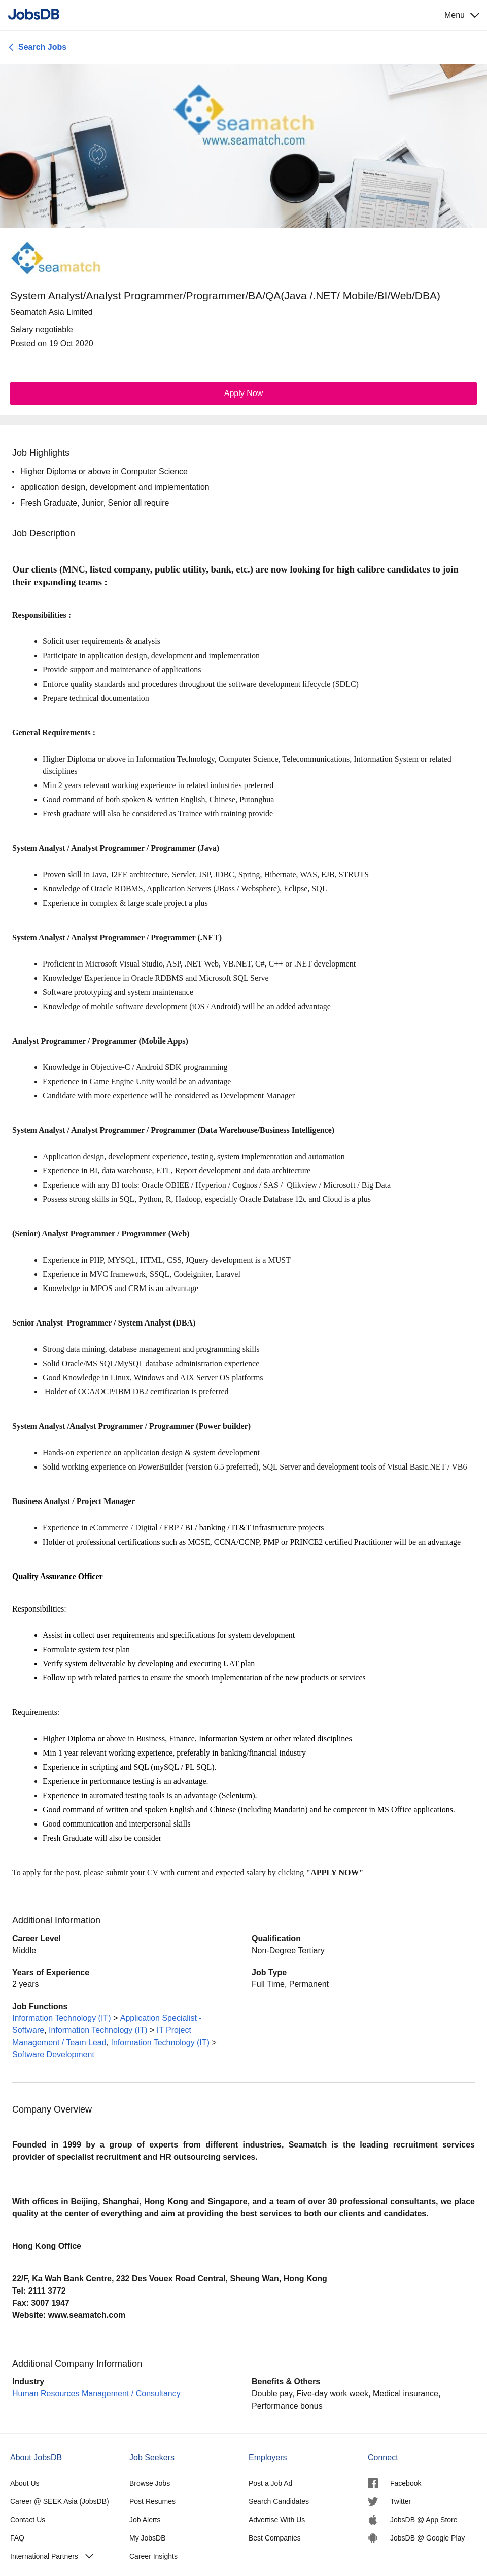 JobsDB
Menu
Search Jobs
seamatch
www.seamatch.com
seamatch
System Analyst/Analyst Programmer/Programmer/BA/QA(Java /.NET/ Mobile/BI/Web/DBA)
Seamatch Asia Limited
Salary negotiable
Posted on 19 Oct 2020
Apply Now
Job Highlights
• Higher Diploma or above in Computer Science
• application design, development and implementation
• Fresh Graduate, Junior, Senior all require
Job Description
Our clients (MNC, listed company, public utility, bank, etc.) are now looking for high calibre candidates to join
their expanding teams :
Responsibilities :
• Solicit user requirements & analysis
• Participate in application design, development and implementation
• Provide support and maintenance of applications
• Enforce quality standards and procedures throughout the software development lifecycle (SDLC)
• Prepare technical documentation
General Requirements :
• Higher Diploma or above in Information Technology, Computer Science, Telecommunications, Information System or related
disciplines
• Min 2 years relevant working experience in related industries preferred
• Good command of both spoken & written English, Chinese, Putonghua
• Fresh graduate will also be considered as Trainee with training provide
System Analyst / Analyst Programmer / Programmer (Java)
• Proven skill in Java, J2EE architecture, Servlet, JSP, JDBC, Spring, Hibernate, WAS, EJB, STRUTS
• Knowledge of Oracle RDBMS, Application Servers (JBoss / Websphere), Eclipse, SQL
• Experience in complex & large scale project a plus
System Analyst / Analyst Programmer / Programmer (.NET)
• Proficient in Microsoft Visual Studio, ASP, .NET Web, VB.NET, C#, C++ or .NET development
• Knowledge/ Experience in Oracle RDBMS and Microsoft SQL Serve
• Software prototyping and system maintenance
• Knowledge of mobile software development (iOS / Android) will be an added advantage
Analyst Programmer / Programmer (Mobile Apps)
• Knowledge in Objective-C / Android SDK programming
• Experience in Game Engine Unity would be an advantage
• Candidate with more experience will be considered as Development Manager
System Analyst / Analyst Programmer / Programmer (Data Warehouse/Business Intelligence)
• Application design, development experience, testing, system implementation and automation
• Experience in BI, data warehouse, ETL, Report development and data architecture
• Experience with any BI tools: Oracle OBIEE / Hyperion / Cognos / SAS / Qlikview / Microsoft / Big Data
• Possess strong skills in SQL, Python, R, Hadoop, especially Oracle Database 12c and Cloud is a plus
(Senior) Analyst Programmer / Programmer (Web)
• Experience in PHP, MYSQL, HTML, CSS, JQuery development is a MUST
• Experience in MVC framework, SSQL, Codeigniter, Laravel
• Knowledge in MPOS and CRM is an advantage
Senior Analyst Programmer / System Analyst (DBA)
• Strong data mining, database management and programming skills
• Solid Oracle/MS SQL/MySQL database administration experience
• Good Knowledge in Linux, Windows and AIX Server OS platforms
• Holder of OCA/OCP/IBM DB2 certification is preferred
System Analyst /Analyst Programmer / Programmer (Power builder)
• Hands-on experience on application design & system development
• Solid working experience on PowerBuilder (version 6.5 preferred), SQL Server and development tools of Visual Basic.NET / VB6
Business Analyst / Project Manager
• Experience in eCommerce / Digital / ERP / BI / banking / IT&T infrastructure projects
• Holder of professional certifications such as MCSE, CCNA/CCNP, PMP or PRINCE2 certified Practitioner will be an advantage
Quality Assurance Officer
Responsibilities:
• Assist in collect user requirements and specifications for system development
• Formulate system test plan
• Verify system deliverable by developing and executing UAT plan
• Follow up with related parties to ensure the smooth implementation of the new products or services
Requirements:
• Higher Diploma or above in Business, Finance, Information System or other related disciplines
• Min 1 year relevant working experience, preferably in banking/financial industry
• Experience in scripting and SQL (mySQL / PL SQL).
• Experience in performance testing is an advantage.
• Experience in automated testing tools is an advantage (Selenium).
• Good command of written and spoken English and Chinese (including Mandarin) and be competent in MS Office applications.
• Good communication and interpersonal skills
• Fresh Graduate will also be consider
To apply for the post, please submit your CV with current and expected salary by clicking "APPLY NOW"
Additional Information
Career Level
Middle
Qualification
Non-Degree Tertiary
Years of Experience
2 years
Job Type
Full Time, Permanent
Job Functions
Information Technology (IT) > Application Specialist -
Software, Information Technology (IT) > IT Project
Management / Team Lead, Information Technology (IT) >
Software Development
Company Overview
Founded in 1999 by a group of experts from different industries, Seamatch is the leading recruitment services
provider of specialist recruitment and HR outsourcing services.
With offices in Beijing, Shanghai, Hong Kong and Singapore, and a team of over 30 professional consultants, we place
quality at the center of everything and aim at providing the best services to both our clients and candidates.
Hong Kong Office
22/F, Ka Wah Bank Centre, 232 Des Vouex Road Central, Sheung Wan, Hong Kong
Tel: 2111 3772
Fax: 3007 1947
Website: www.seamatch.com
Additional Company Information
Industry
Human Resources Management / Consultancy
Benefits & Others
Double pay, Five-day work week, Medical insurance,
Performance bonus
About JobsDB
About Us
Career @ SEEK Asia (JobsDB)
Contact Us
FAQ
International Partners
Job Seekers
Browse Jobs
Post Resumes
Job Alerts
My JobsDB
Career Insights
Employers
Post a Job Ad
Search Candidates
Advertise With Us
Best Companies
Connect
Facebook
Twitter
JobsDB @ App Store
JobsDB @ Google Play